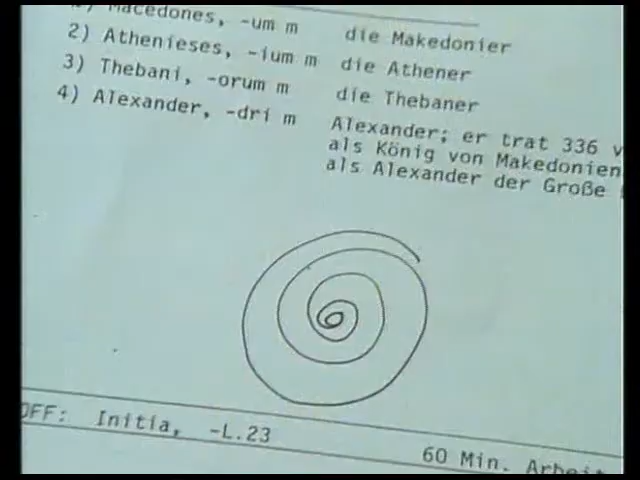 Macedones, -um m die Makedonier
2) Athenieses, -ium m die Athener
3) Thebani, -orum m die Thebaner
4) Alexander, -dri m Alexander; er trat 336 v
als König von Makedonien
als Alexander der Große
OFF: Initia, -L.23
60 Min. Arbeit